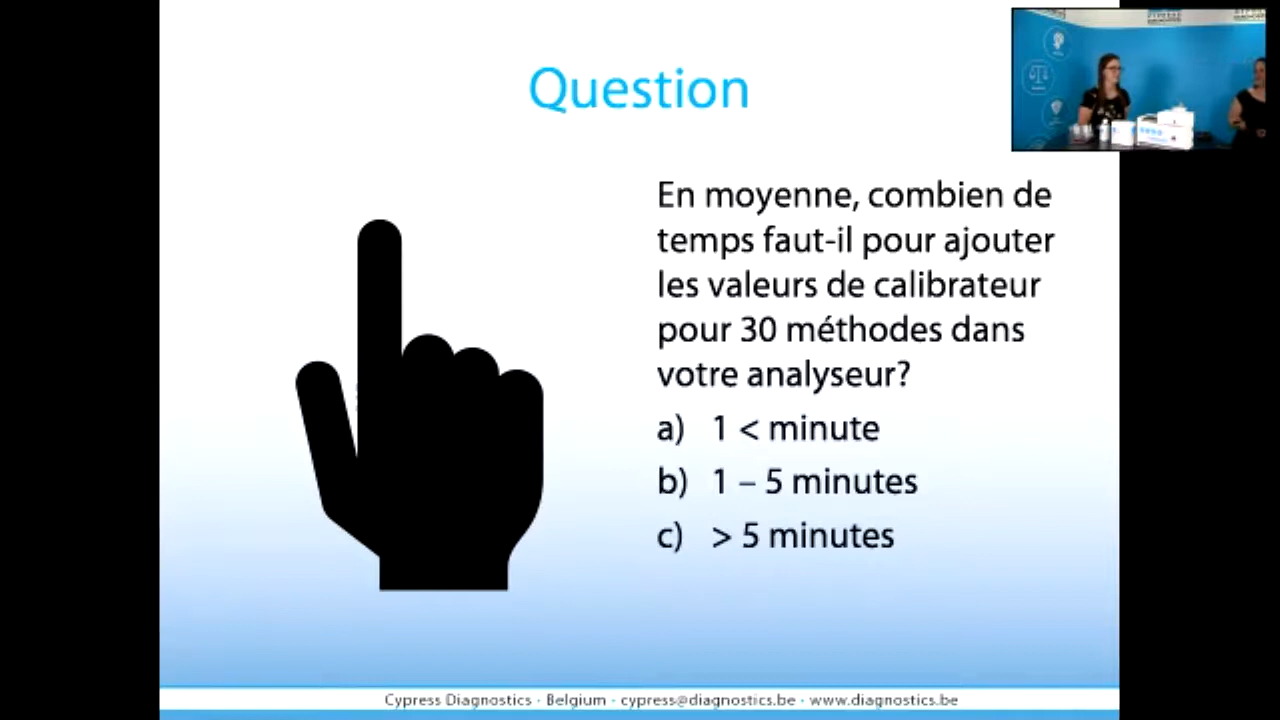 Question
En moyenne, combien de
temps faut-il pour ajouter
les valeurs de calibrateur
pour 30 méthodes dans
votre analyseur?
a) 1 < minute
b) 1 – 5 minutes
c) > 5 minutes
Cypress Diagnostics - Belgium - cypress@diagnostics.be - www.diagnostics.be